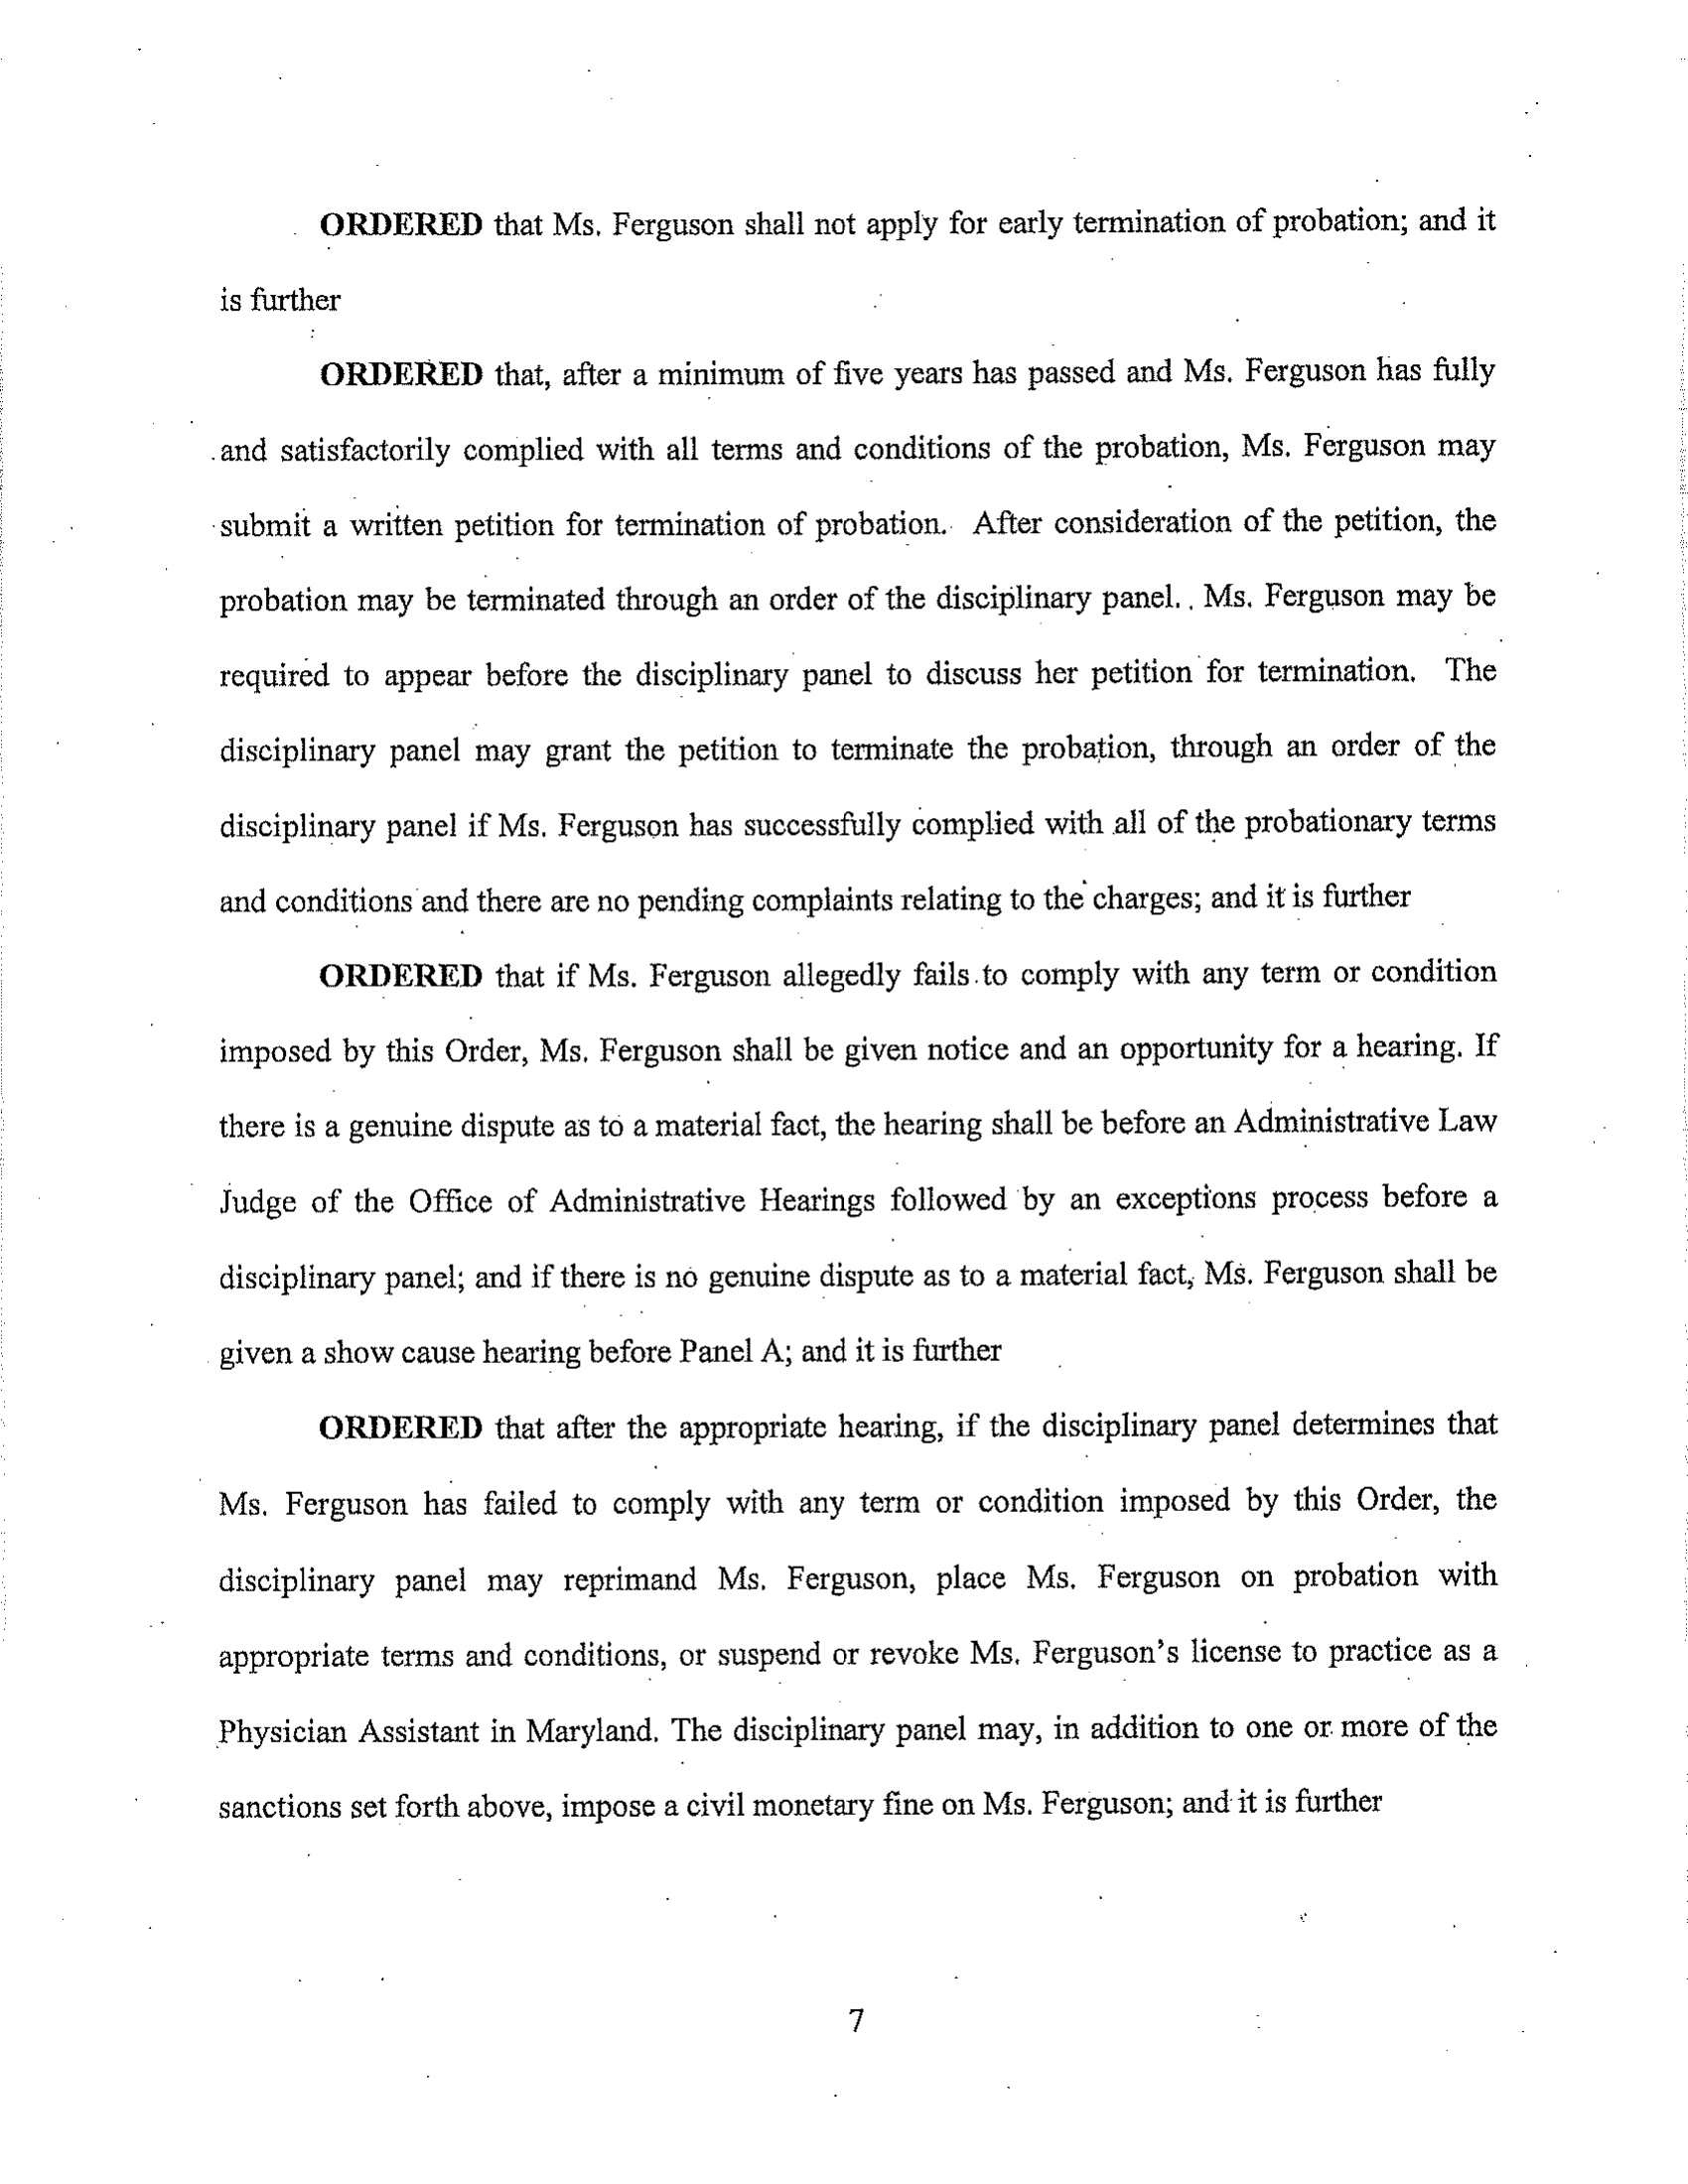 ORDERED that Ms. Ferguson shall not apply for early termination of probation; and it
is further
ORDERED that, after a minimum of five years has passed and Ms. Ferguson has fully
and satisfactorily complied with all terms and conditions of the probation, Ms. Ferguson may
submit a written petition for termination of probation. After consideration of the petition, the
probation may be terminated through an order of the disciplinary panel. Ms. Ferguson may be
required to appear before the disciplinary panel to discuss her petition for termination. The
disciplinary panel may grant the petition to terminate the probation, through an order of the
disciplinary panel if Ms. Ferguson has successfully complied with all of the probationary terms
and conditions and there are no pending complaints relating to the charges; and it is further
ORDERED that if Ms. Ferguson allegedly fails to comply with any term or condition
imposed by this Order, Ms. Ferguson shall be given notice and an opportunity for a hearing. If
there is a genuine dispute as to a material fact, the hearing shall be before an Administrative Law
Judge of the Office of Administrative Hearings followed by an exceptions process before a
disciplinary panel; and if there is no genuine dispute as to a material fact, Ms. Ferguson shall be
given a show cause hearing before Panel A; and it is further
ORDERED that after the appropriate hearing, if the disciplinary panel determines that
Ms. Ferguson has failed to comply with any term or condition imposed by this Order, the
disciplinary panel may reprimand Ms. Ferguson, place Ms. Ferguson on probation with
appropriate terms and conditions, or suspend or revoke Ms. Ferguson's license to practice as a
Physician Assistant in Maryland. The disciplinary panel may, in addition to one or more of the
sanctions set forth above, impose a civil monetary fine on Ms. Ferguson; and it is further
7